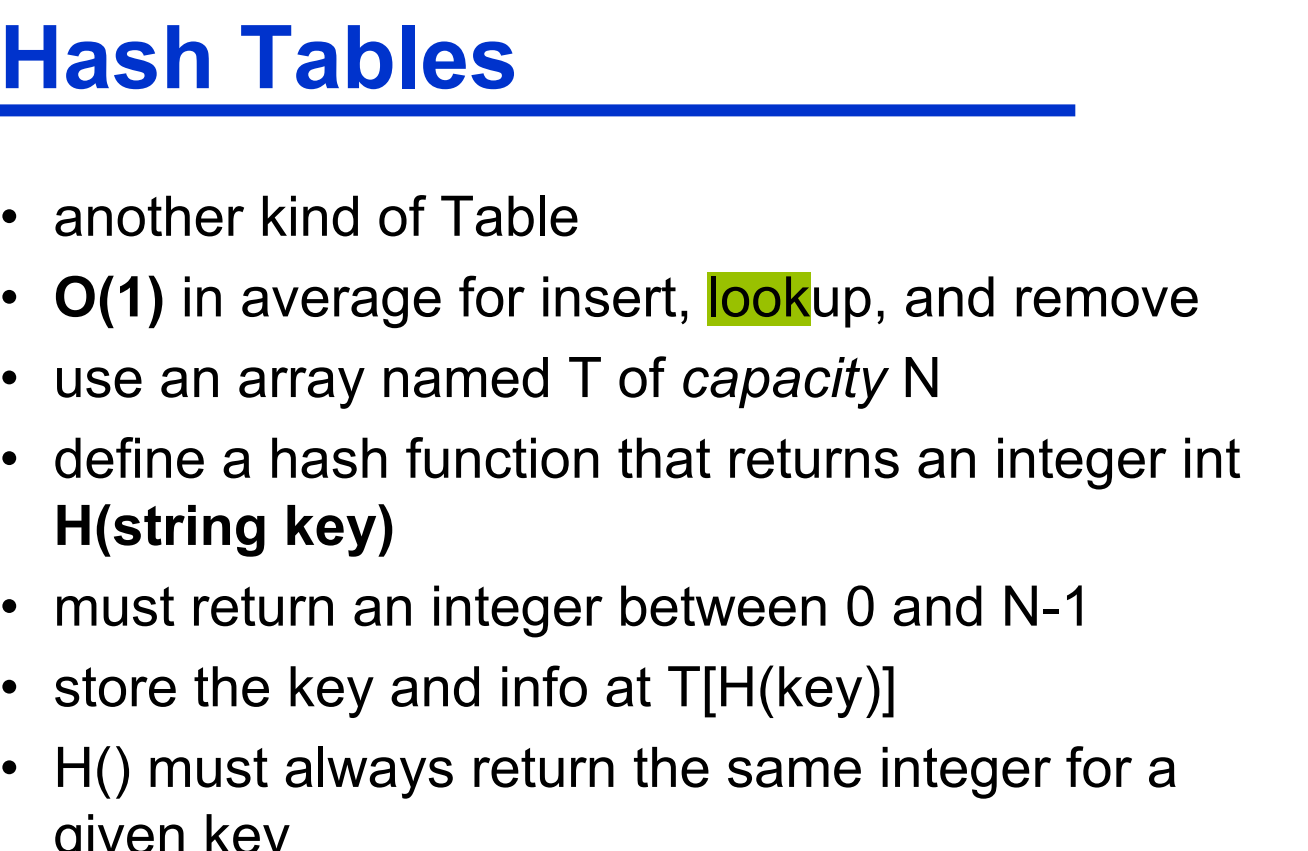 Hash Tables
• another kind of Table
• O(1) in average for insert, lookup, and remove
• use an array named T of capacity N
• define a hash function that returns an integer int
H(string key)
• must return an integer between 0 and N-1
• store the key and info at T[H(key)]
• H() must always return the same integer for a
given key